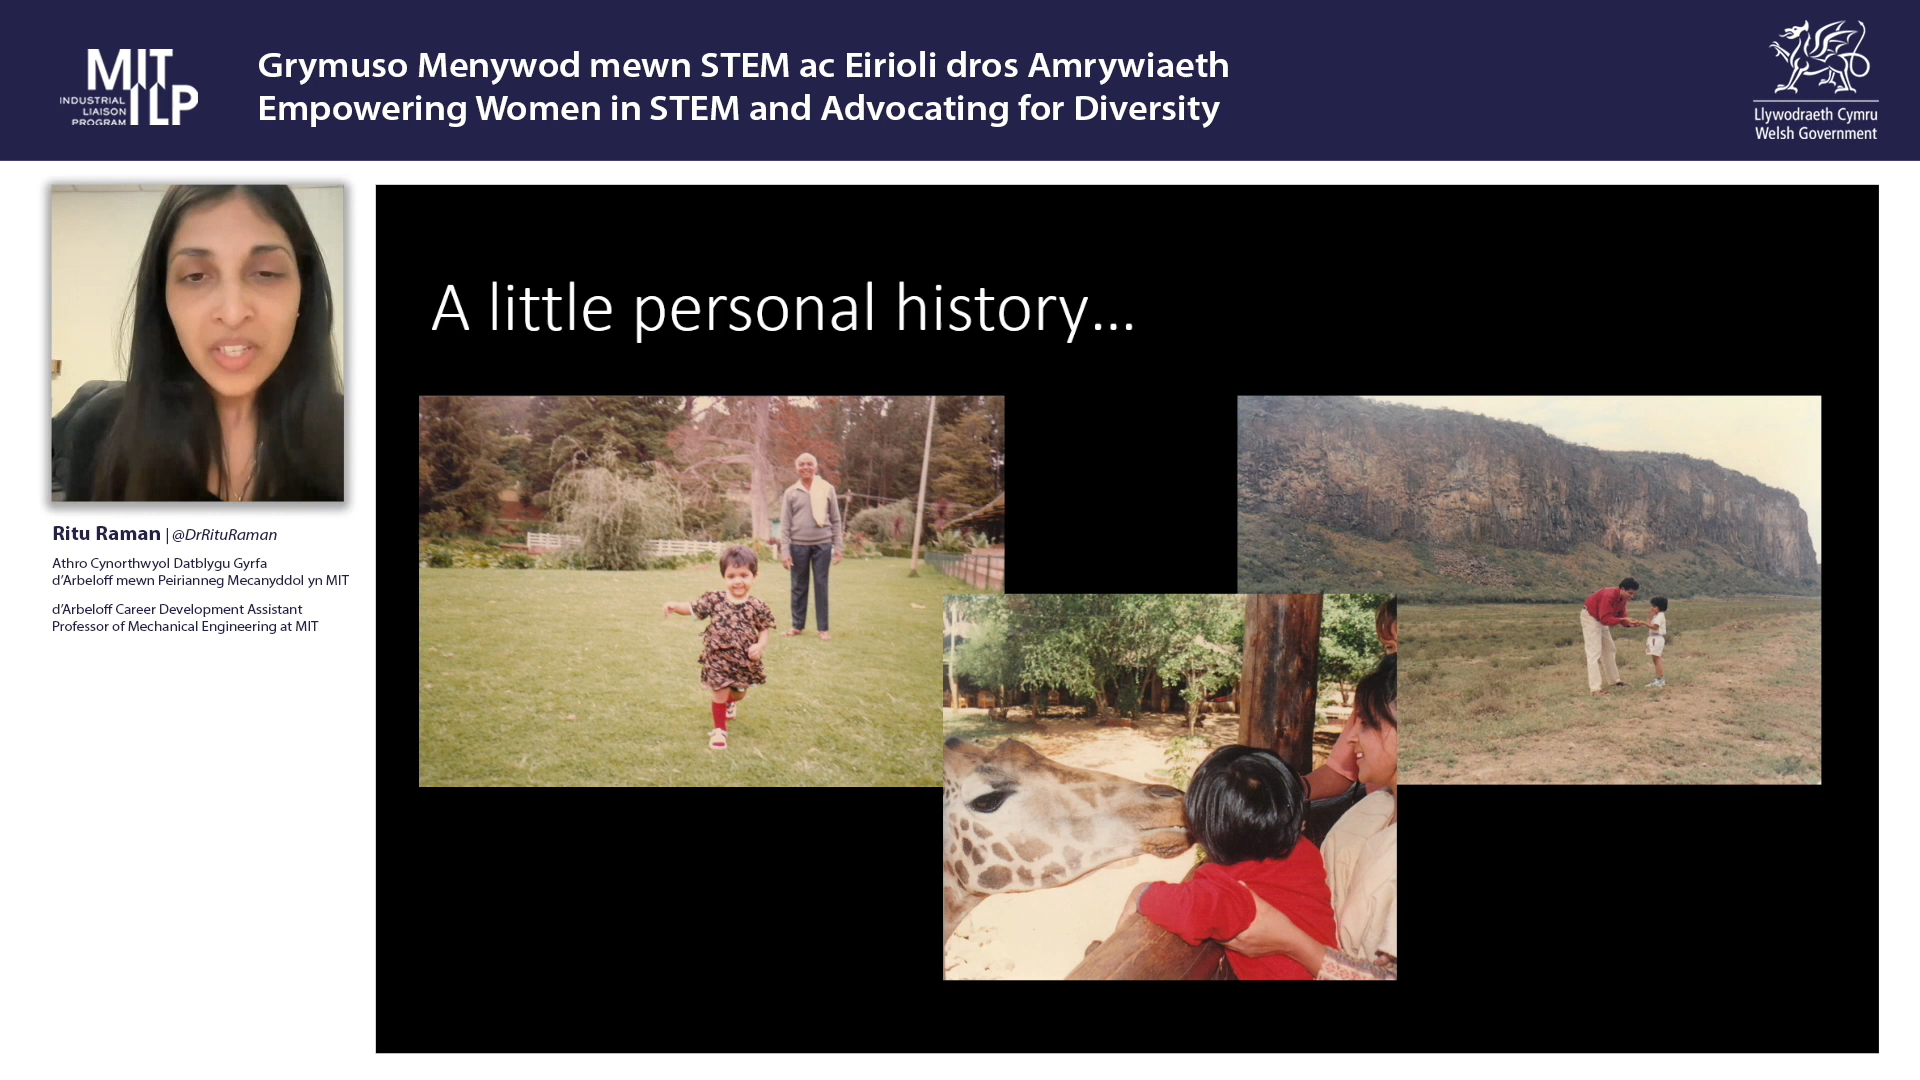 MIT
ILP
INDUSTRIAL
LIAISON
PROGRAM
Grymuso Menywod mewn STEM ac Eirioli dros Amrywiaeth
Empowering Women in STEM and Advocating for Diversity
Llywodraeth Cymru
Welsh Government
Ritu Raman | @DrRituRaman
Athro Cynorthwyol Datblygu Gyrfa
d'Arbeloff mewn Peirianneg Mecanyddol yn MIT
d'Arbeloff Career Development Assistant
Professor of Mechanical Engineering at MIT
A little personal history...